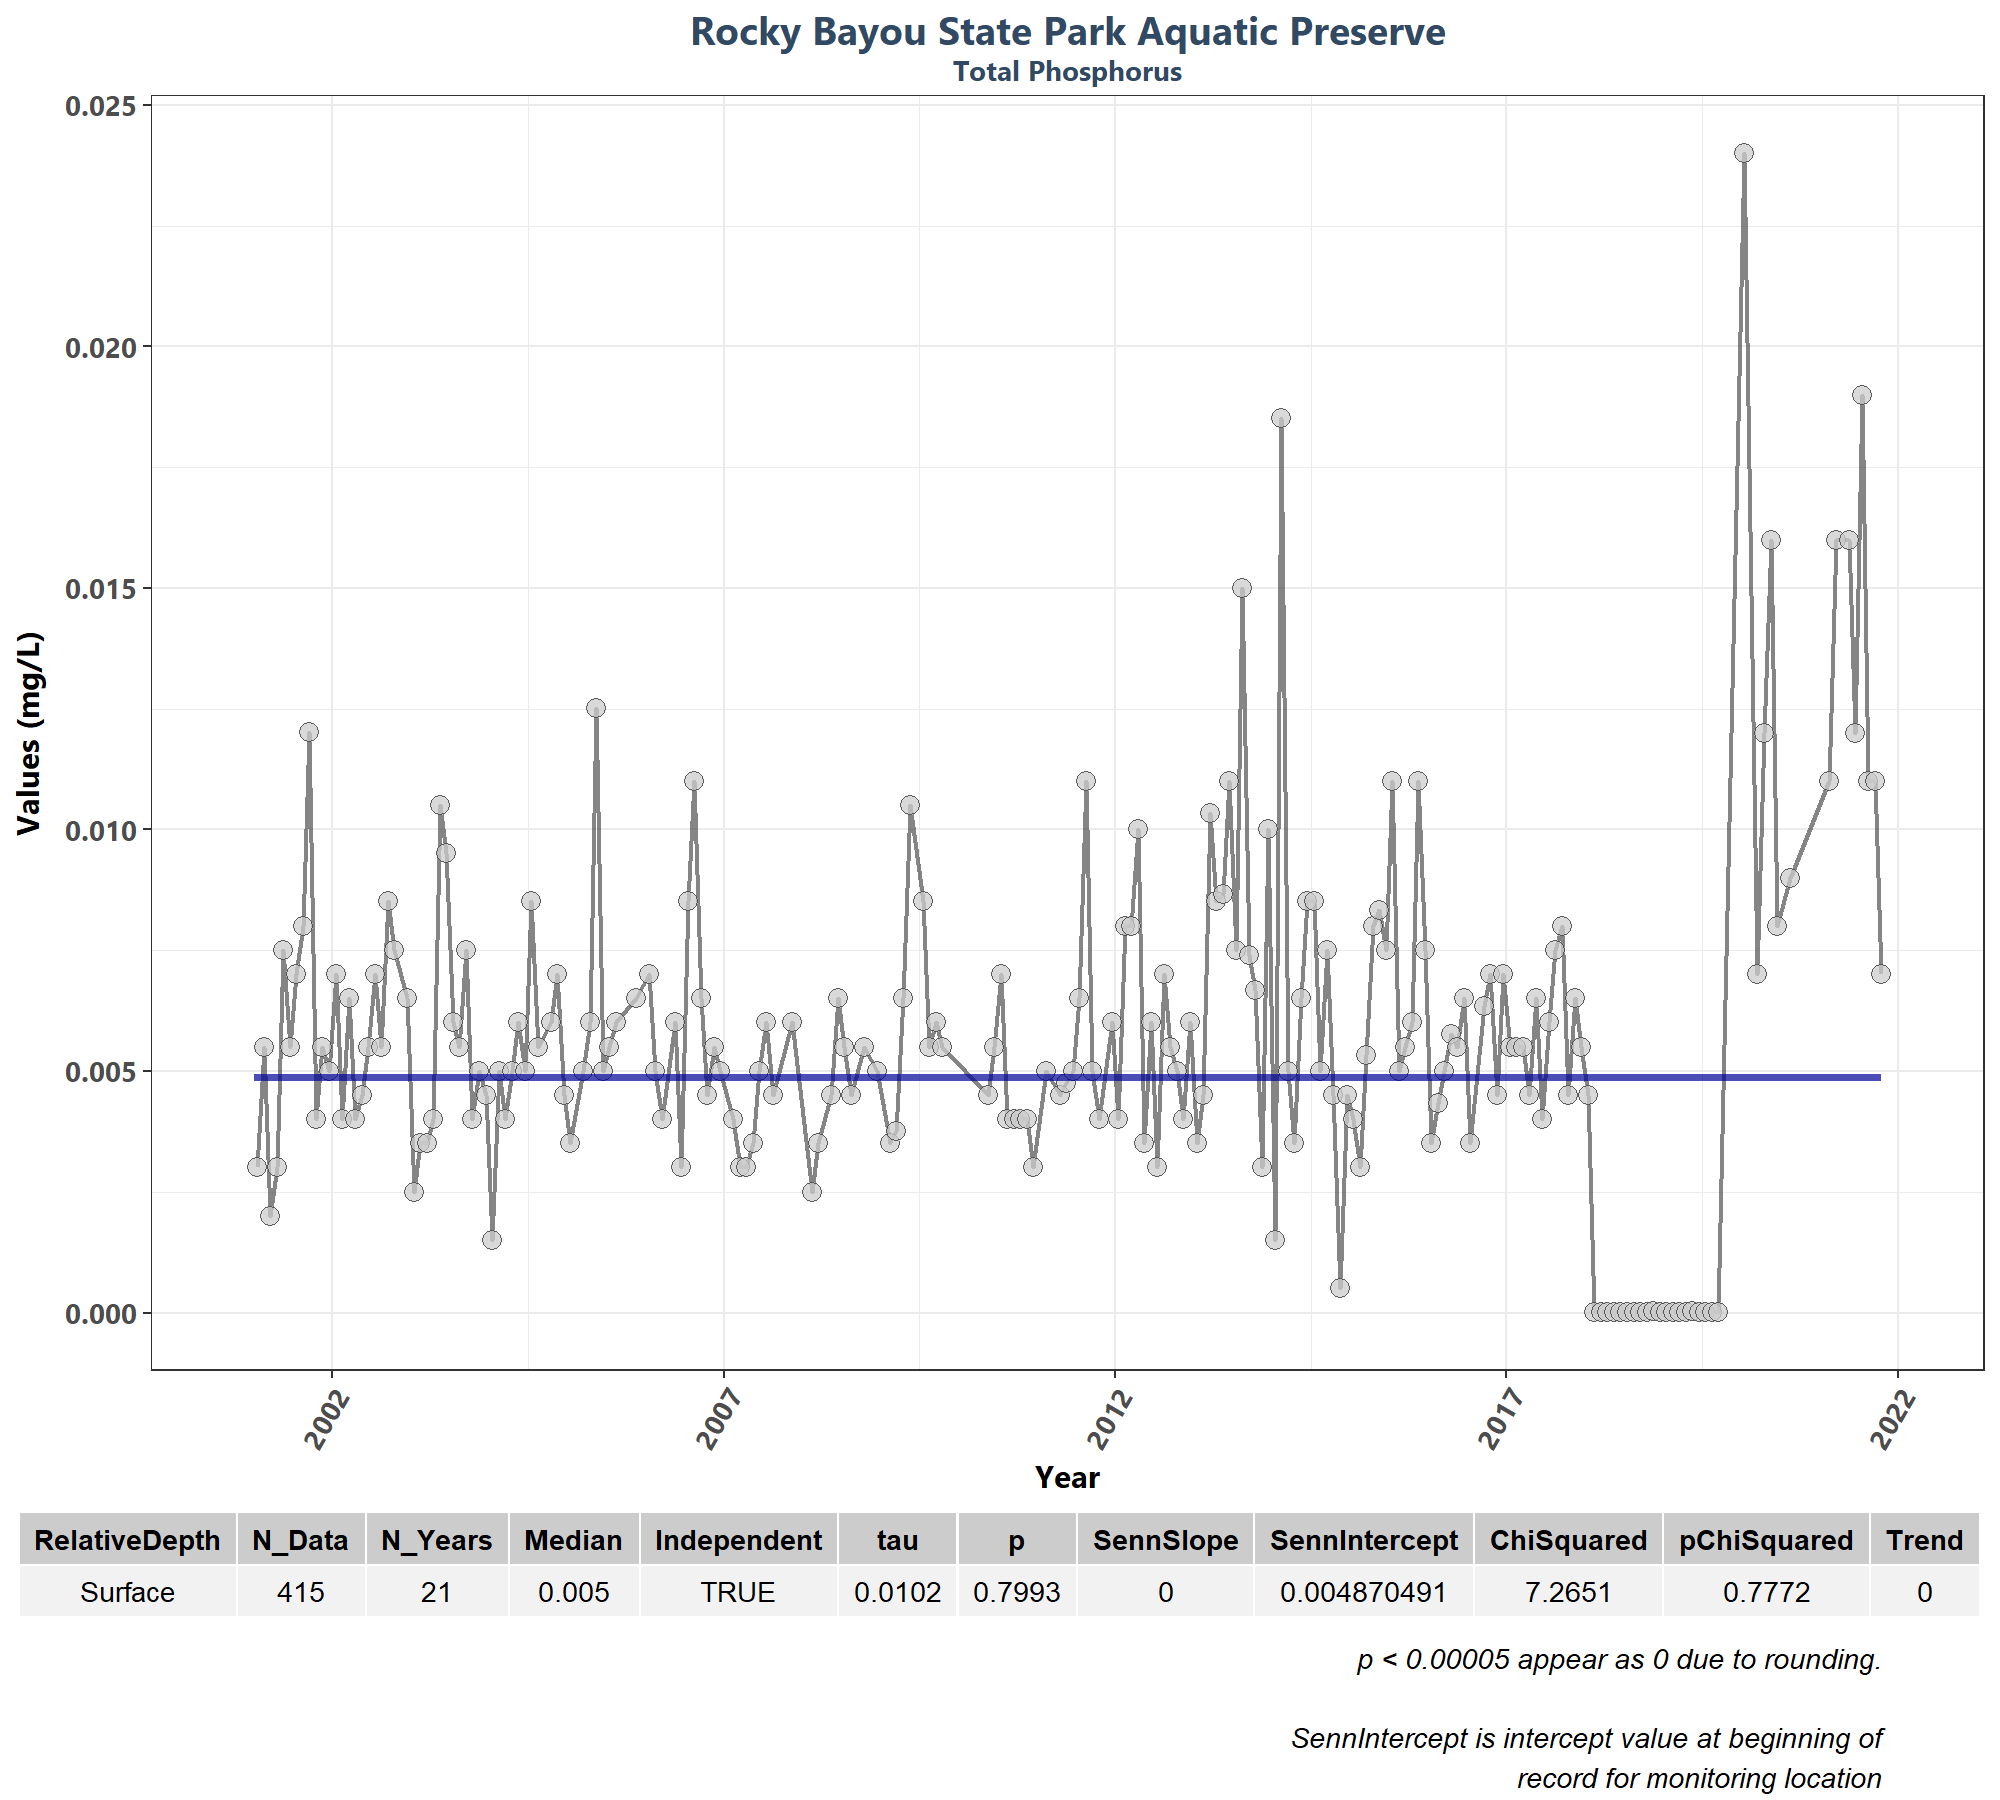 Rocky Bayou State Park Aquatic Preserve
Total Phosphorus
Values (mg/L)
0.025
0.020
0.015
0.010
0.005
0.000
2002 2007 2012 2017 2022
Year
RelativeDepth N_Data N_Years Median Independent tau p SennSlope SennIntercept ChiSquared pChiSquared Trend
Surface 415 21 0.005 TRUE 0.0102 0.7993 0 0.004870491 7.2651 0.7772 0
p < 0.00005 appear as 0 due to rounding.
SennIntercept is intercept value at beginning of
record for monitoring location